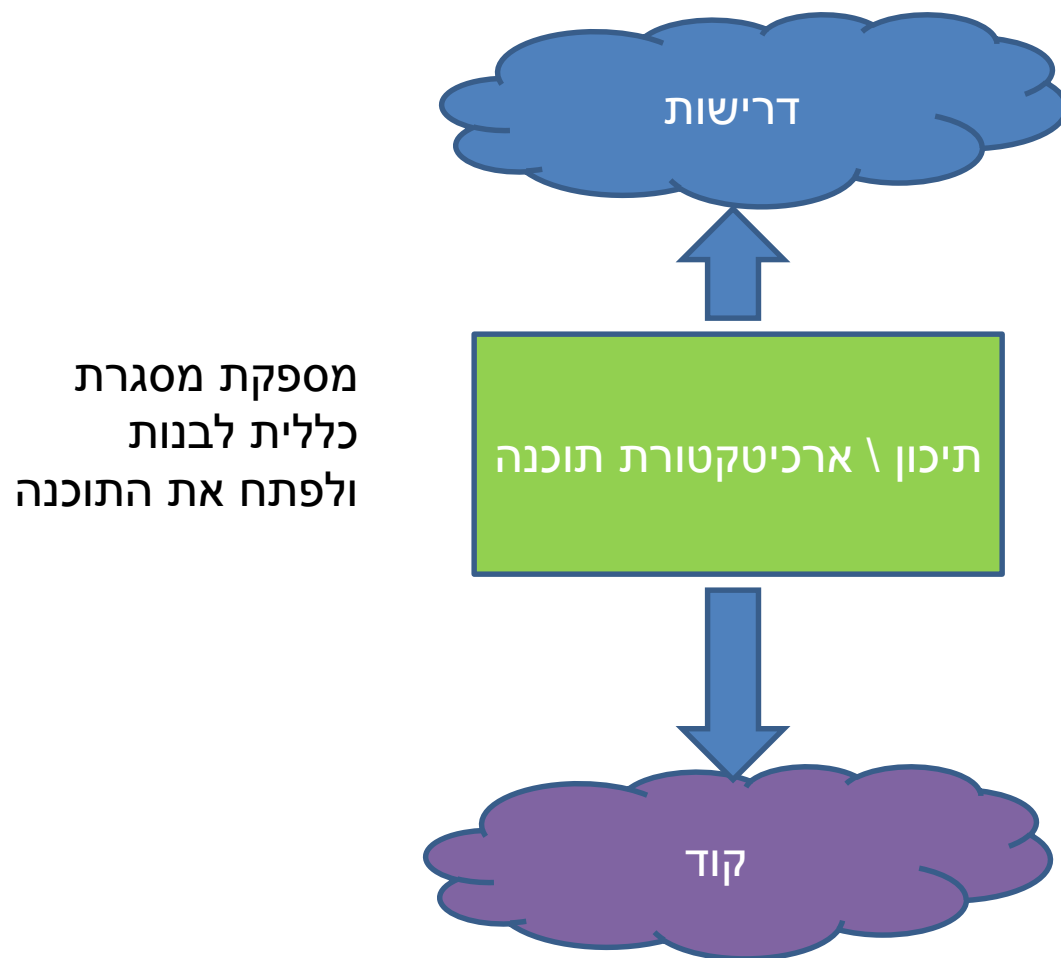 דרישות
מספקת מסגרת
כללית לבנות
ולפתח את התוכנה
תיכון \ ארכיטקטורת תוכנה
קוד